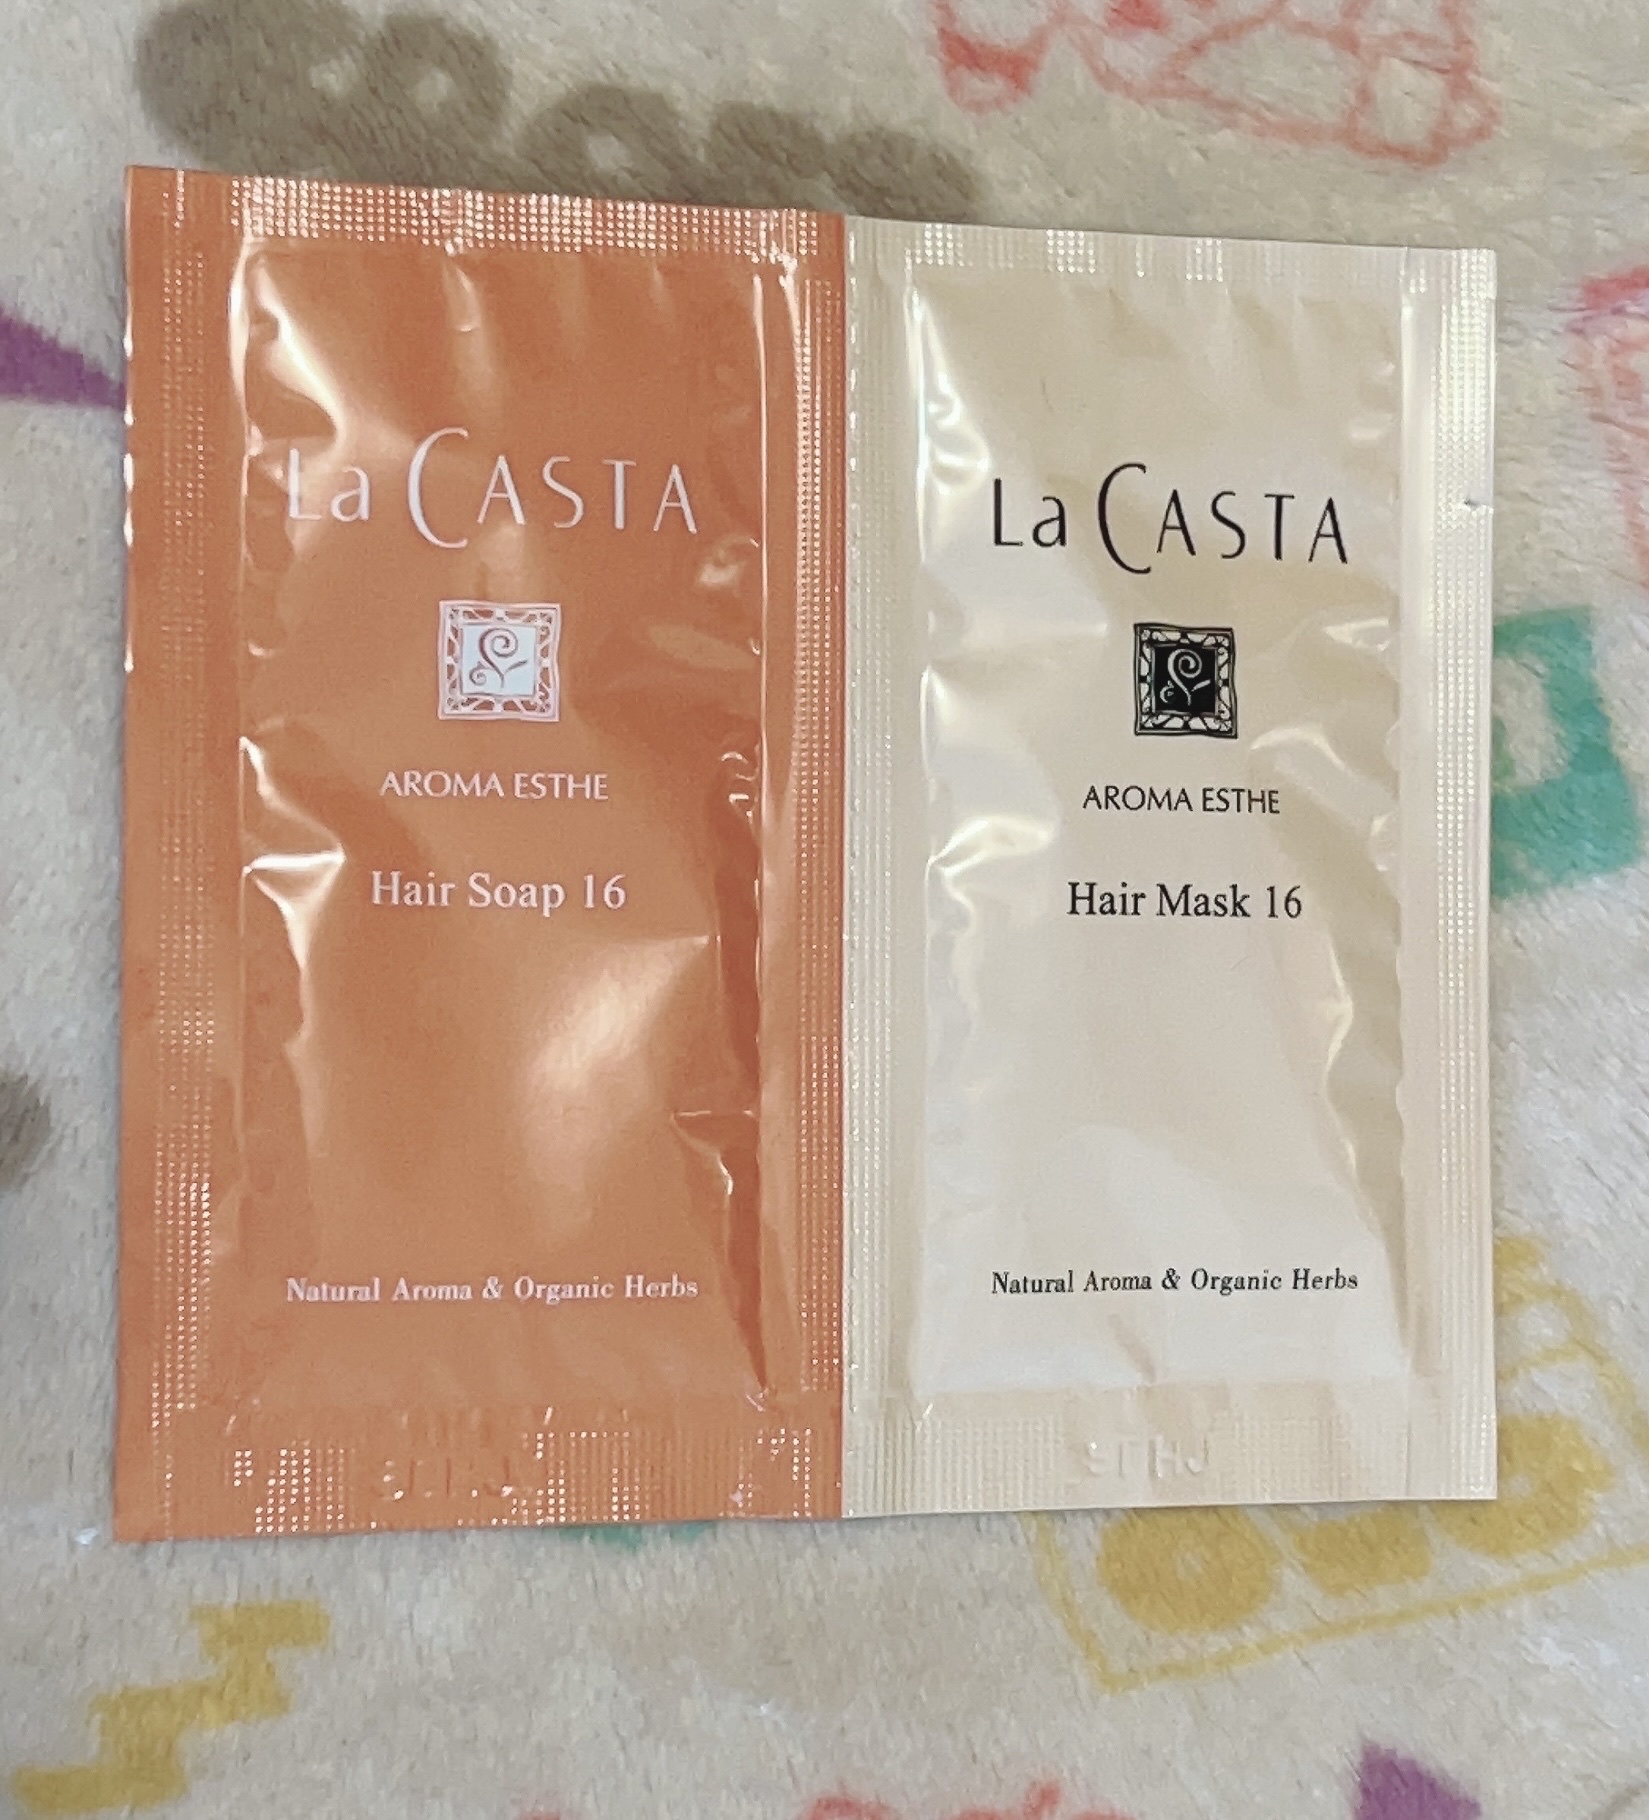 La CASTA
AROMA ESTHE
Hair Soap 16
Natural Aroma & Organic Herbs
La CASTA
AROMA ESTHE
Hair Mask 16
Natural Aroma & Organic Herbs